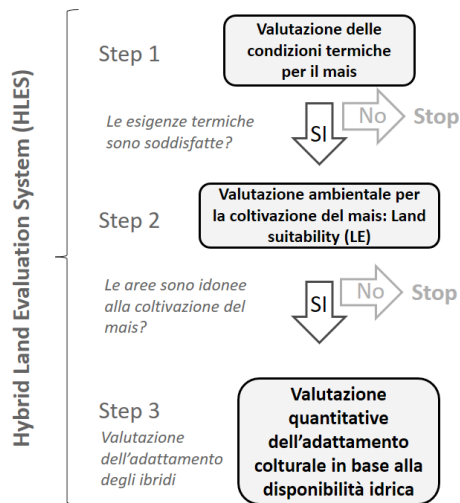 Hybrid Land Evaluation System (HLES)
Step 1
Valutazione delle
condizioni termiche
per il mais
Le esigenze termiche
sono soddisfatte?
SI
No
Stop
Step 2
Valutazione ambientale per
la coltivazione del mais: Land
suitability (LE)
Le aree sono idonee
alla coltivazione del
mais?
SI
No
Stop
Step 3
Valutazione
dell'adattamento
degli ibridi
Valutazione
quantitative
dell'adattamento
colturale in base alla
disponibilità idrica